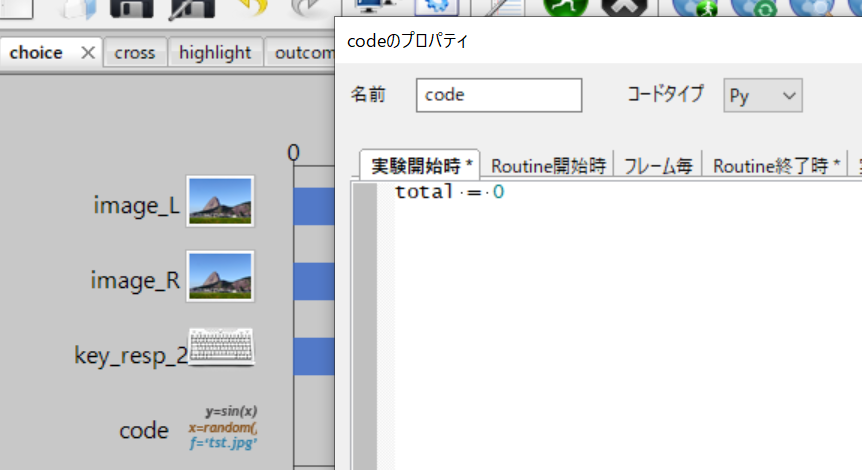 codeのプロパティ
choice
cross
highlight
outcom
名前
code
コードタイプ
Py
実験開始時 *
Routine開始時
フレーム毎
Routine終了時 *
total = 0
0
image_L
image_R
key_resp_2
code
y=sin(x)
x=random(,
f='tst.jpg'